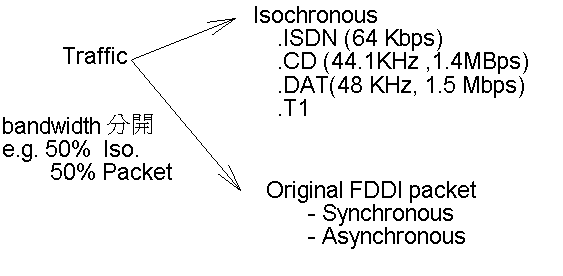 Isochronous
.ISDN (64 Kbps)
.CD (44.1KHz ,1.4MBps)
.DAT(48 KHz, 1.5 Mbps)
.T1
Traffic
bandwidth 分開
e.g. 50% Iso.
50% Packet
Original FDDI packet
- Synchronous
- Asynchronous